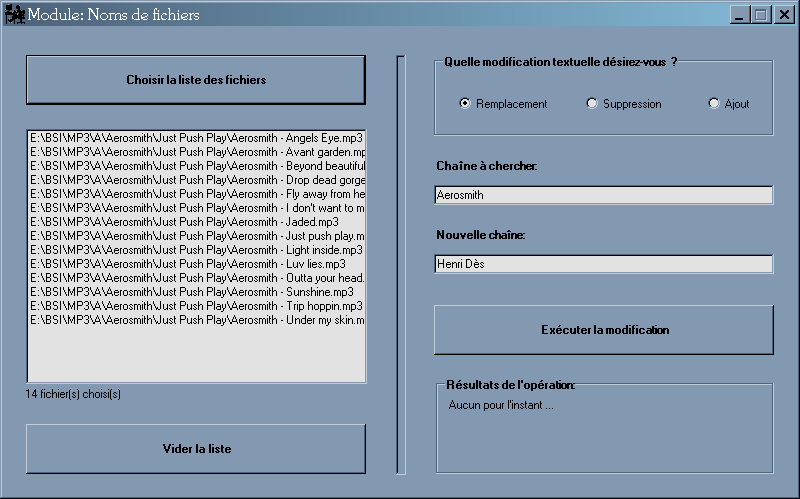 Module: Noms de fichiers
Choisir la liste des fichiers
E:\BSI\MP3\A\Aerosmith\Just Push Play\Aerosmith - Angels Eye.mp3
E:\BSI\MP3\A\Aerosmith\Just Push Play\Aerosmith - Avant garden.mp
E:\BSI\MP3\A\Aerosmith\Just Push Play\Aerosmith - Beyond beautiful
E:\BSI\MP3\A\Aerosmith\Just Push Play\Aerosmith - Drop dead gorge
E:\BSI\MP3\A\Aerosmith\Just Push Play\Aerosmith - Fly away from he
E:\BSI\MP3\A\Aerosmith\Just Push Play\Aerosmith - I don't want to m
E:\BSI\MP3\A\Aerosmith\Just Push Play\Aerosmith - Jaded.mp3
E:\BSI\MP3\A\Aerosmith\Just Push Play\Aerosmith - Just push play.m
E:\BSI\MP3\A\Aerosmith\Just Push Play\Aerosmith - Light inside.mp3
E:\BSI\MP3\A\Aerosmith\Just Push Play\Aerosmith - Luv lies.mp3
E:\BSI\MP3\A\Aerosmith\Just Push Play\Aerosmith - Outta your head.
E:\BSI\MP3\A\Aerosmith\Just Push Play\Aerosmith - Sunshine.mp3
E:\BSI\MP3\A\Aerosmith\Just Push Play\Aerosmith - Trip hoppin.mp3
E:\BSI\MP3\A\Aerosmith\Just Push Play\Aerosmith - Under my skin.m
14 fichier(s) choisi(s)
Vider la liste
Quelle modification textuelle désirez-vous ?
Remplacement Suppression Ajout
Chaîne à chercher:
Aerosmith
Nouvelle chaîne:
Henri Dès
Exécuter la modification
Résultats de l'opération:
Aucun pour l'instant ...